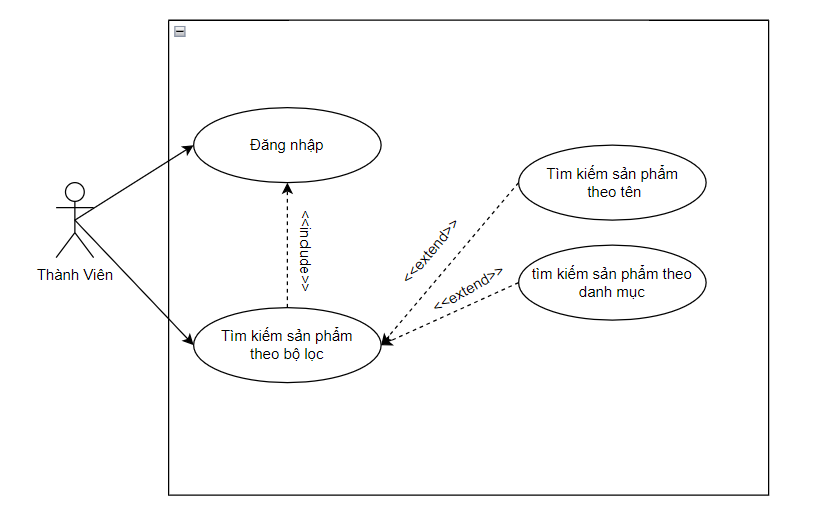 Đăng nhập
Tìm kiếm sản phẩm
theo tên
<<include>>
<<extend>>
Thành Viên
tìm kiếm sản phẩm theo
danh mục
<<extend>>
Tìm kiếm sản phẩm
theo bộ lọc